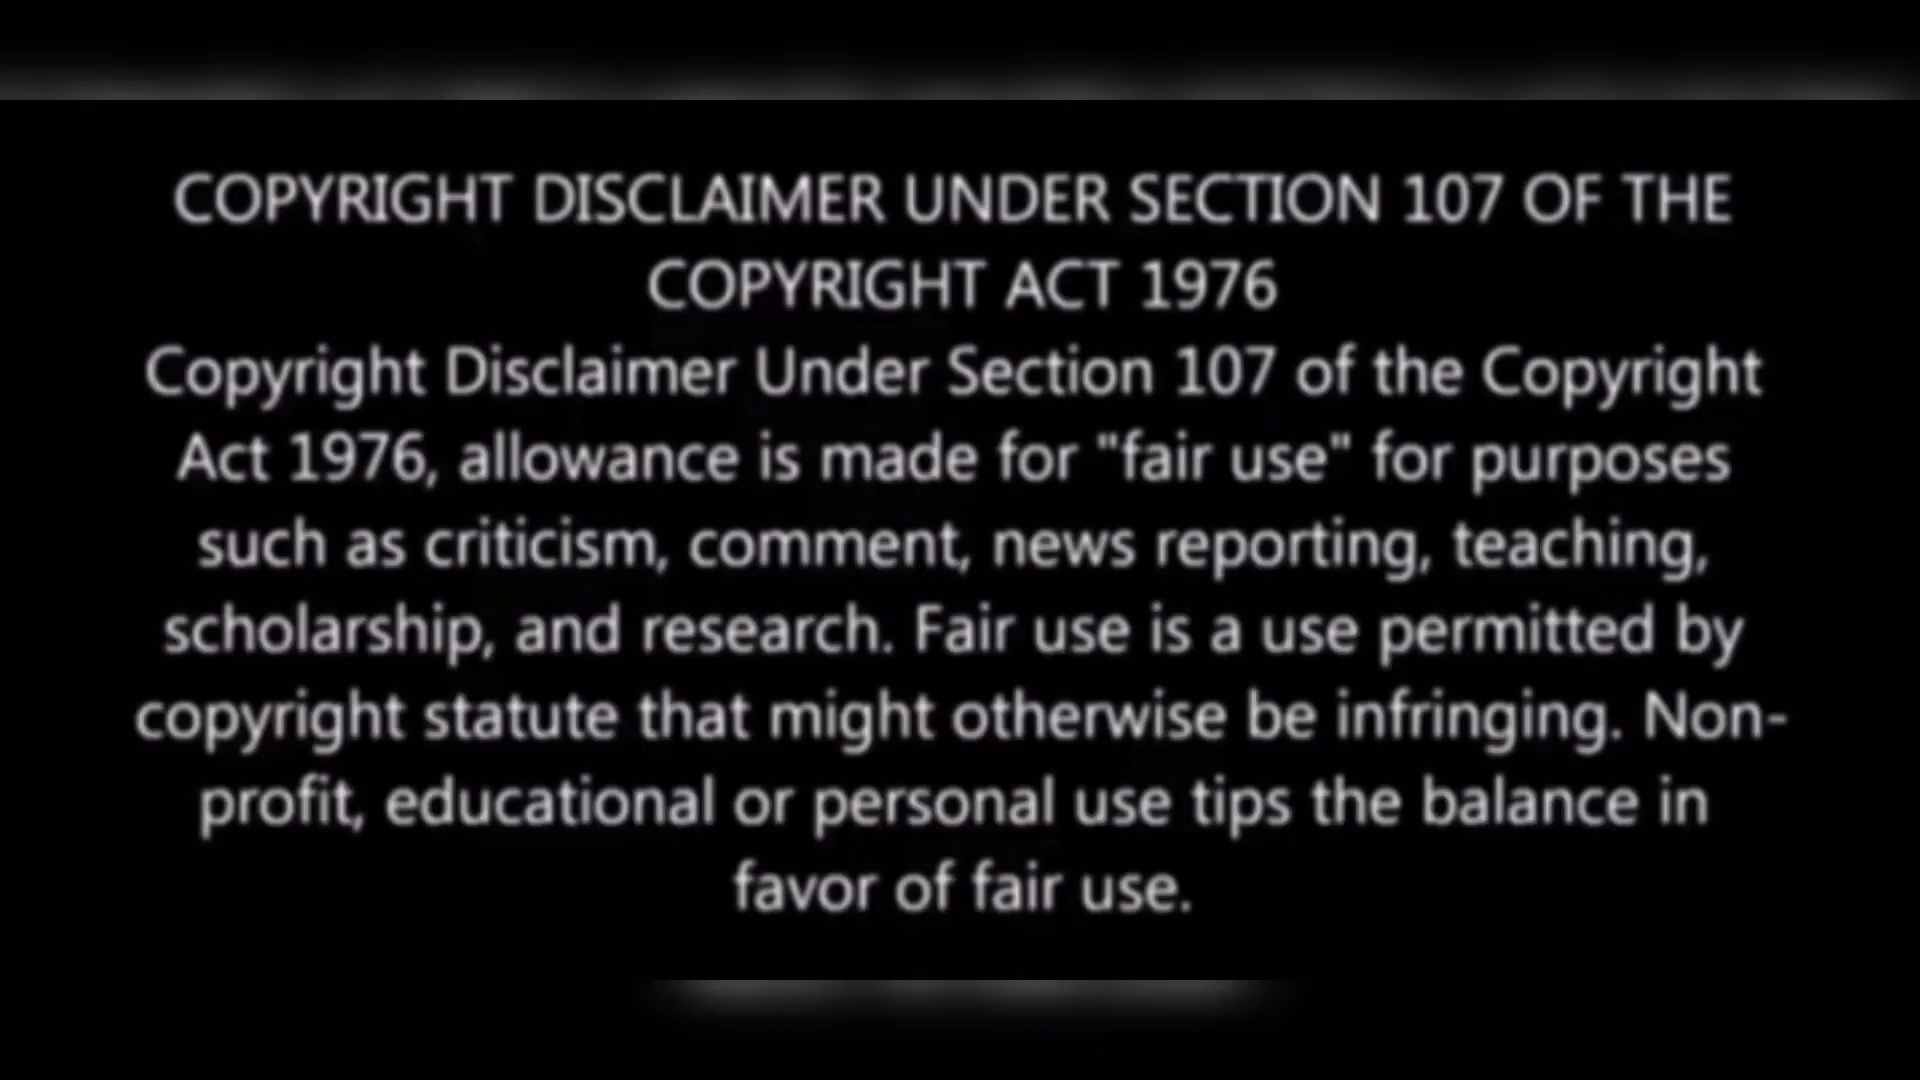 COPYRIGHT DISCLAIMER UNDER SECTION 107 OF THE
COPYRIGHT ACT 1976
Copyright Disclaimer Under Section 107 of the Copyright
Act 1976, allowance is made for "fair use" for purposes
such as criticism, comment, news reporting, teaching,
scholarship, and research. Fair use is a use permitted by
copyright statute that might otherwise be infringing. Non-
profit, educational or personal use tips the balance in
favor of fair use.